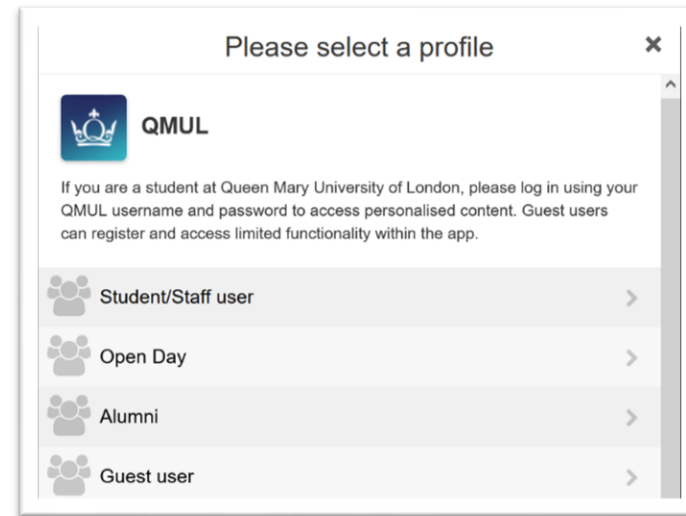 Please select a profile
QMUL
If you are a student at Queen Mary University of London, please log in using your
QMUL username and password to access personalised content. Guest users
can register and access limited functionality within the app.
Student/Staff user
Open Day
Alumni
Guest user